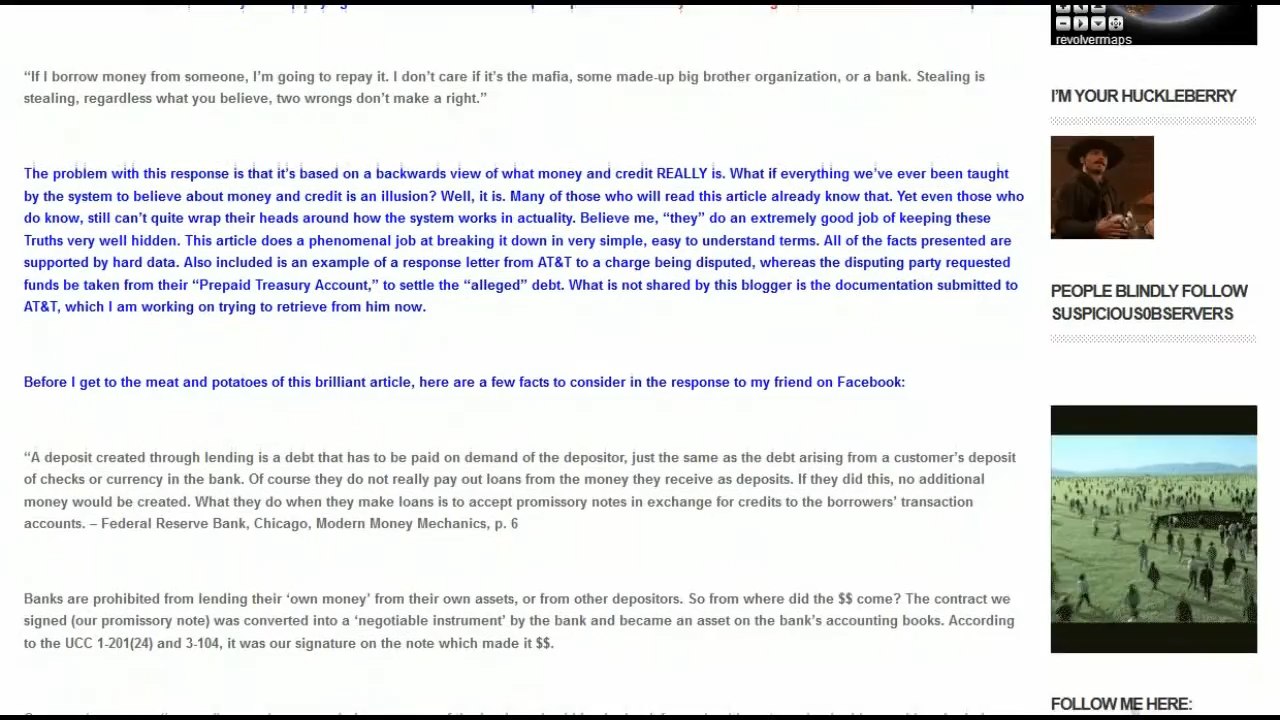 revolvermaps
“If I borrow money from someone, I’m going to repay it. I don’t care if it’s the mafia, some made-up big brother organization, or a bank. Stealing is
stealing, regardless what you believe, two wrongs don’t make a right.”
The problem with this response is that it’s based on a backwards view of what money and credit REALLY is. What if everything we’ve ever been taught
by the system to believe about money and credit is an illusion? Well, it is. Many of those who will read this article already know that. Yet even those who
do know, still can’t quite wrap their heads around how the system works in actuality. Believe me, “they” do an extremely good job of keeping these
Truths very well hidden. This article does a phenomenal job at breaking it down in very simple, easy to understand terms. All of the facts presented are
supported by hard data. Also included is an example of a response letter from AT&T to a charge being disputed, whereas the disputing party requested
funds be taken from their “Prepaid Treasury Account,” to settle the “alleged” debt. What is not shared by this blogger is the documentation submitted to
AT&T, which I am working on trying to retrieve from him now.
Before I get to the meat and potatoes of this brilliant article, here are a few facts to consider in the response to my friend on Facebook:
“A deposit created through lending is a debt that has to be paid on demand of the depositor, just the same as the debt arising from a customer’s deposit
of checks or currency in the bank. Of course they do not really pay out loans from the money they receive as deposits. If they did this, no additional
money would be created. What they do when they make loans is to accept promissory notes in exchange for credits to the borrowers’ transaction
accounts. – Federal Reserve Bank, Chicago, Modern Money Mechanics, p. 6
Banks are prohibited from lending their ‘own money’ from their own assets, or from other depositors. So from where did the $$ come? The contract we
signed (our promissory note) was converted into a ‘negotiable instrument’ by the bank and became an asset on the bank’s accounting books. According
to the UCC 1-201(24) and 3-104, it was our signature on the note which made it $$.
I’M YOUR HUCKLEBERRY
PEOPLE BLINDLY FOLLOW
SUSPICIOUS0BSERVERS
FOLLOW ME HERE: